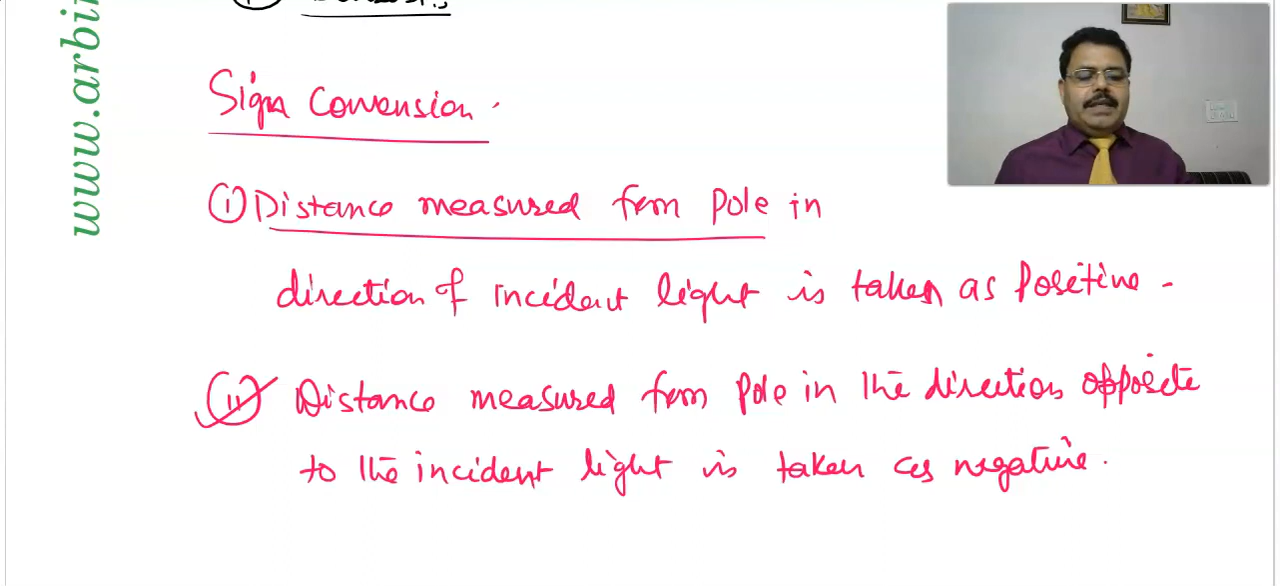 Sign Convension.
(i) Distance measured from Pole in
direction of incident light is taken as Positive.
(ii) Distance measured from Pole in the direction opposite
to the incident light is taken as negative.
www.arbin